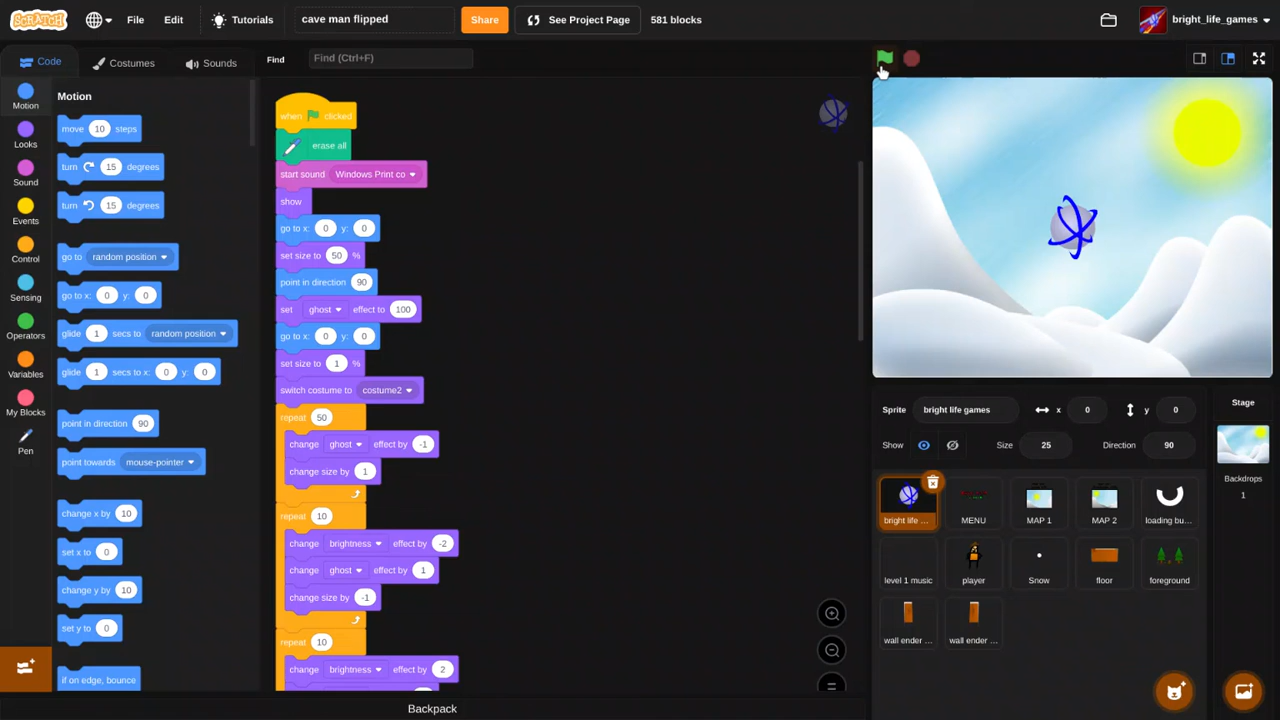 SCRATCH File Edit Tutorials cave man flipped Share See Project Page 581 blocks bright_life_games
Code Costumes Sounds Find Find (Ctrl+F)
Motion
Looks
Sound
Events
Control
Sensing
Operators
Variables
My Blocks
Pen
Motion
move 10 steps
turn 15 degrees
turn 15 degrees
go to random position
go to x: 0 y: 0
glide 1 secs to random position
glide 1 secs to x: 0 y: 0
point in direction 90
point towards mouse-pointer
change x by 10
set x to 0
change y by 10
set y to 0
if on edge, bounce
when clicked
erase all
start sound Windows Print co
show
go to x: 0 y: 0
set size to 50 %
point in direction 90
set ghost effect to 100
go to x: 0 y: 0
set size to 1 %
switch costume to costume2
repeat 50
change ghost effect by -1
change size by 1
repeat 10
change brightness effect by -2
change ghost effect by 1
change size by -1
repeat 10
change brightness effect by 2
Sprite bright life games x 0 y 0
Show Size 25 Direction 90
bright life ... MENU MAP 1 MAP 2 loading bu...
level 1 music player Snow floor foreground
wall ender ... wall ender ...
Stage
Backdrops
1
Backpack